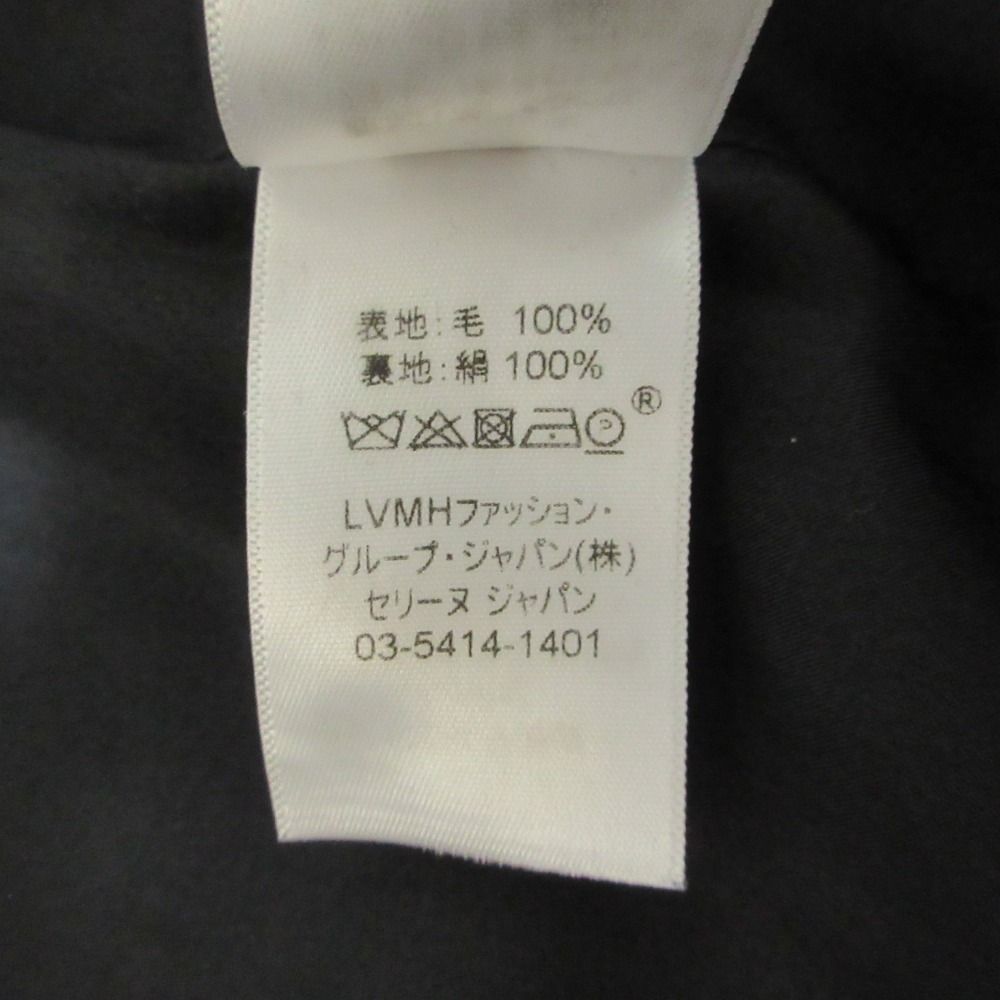 表地:毛 100%
裏地:絹 100%
P ®
LVMHファッション・
グループ・ジャパン(株)
セリーヌ ジャパン
03-5414-1401